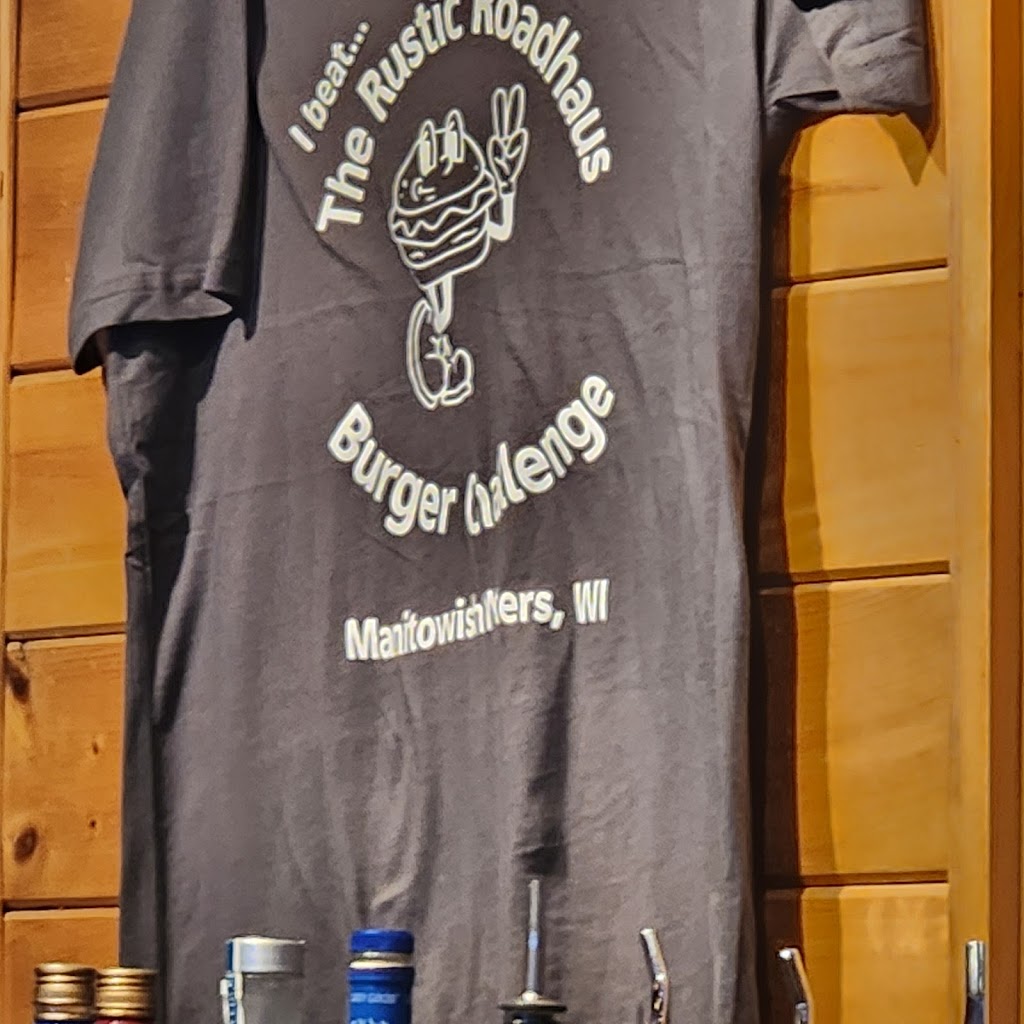 I beat...
The Rustic Roadhaus
Burger Challenge
Manitowish Waters, WI